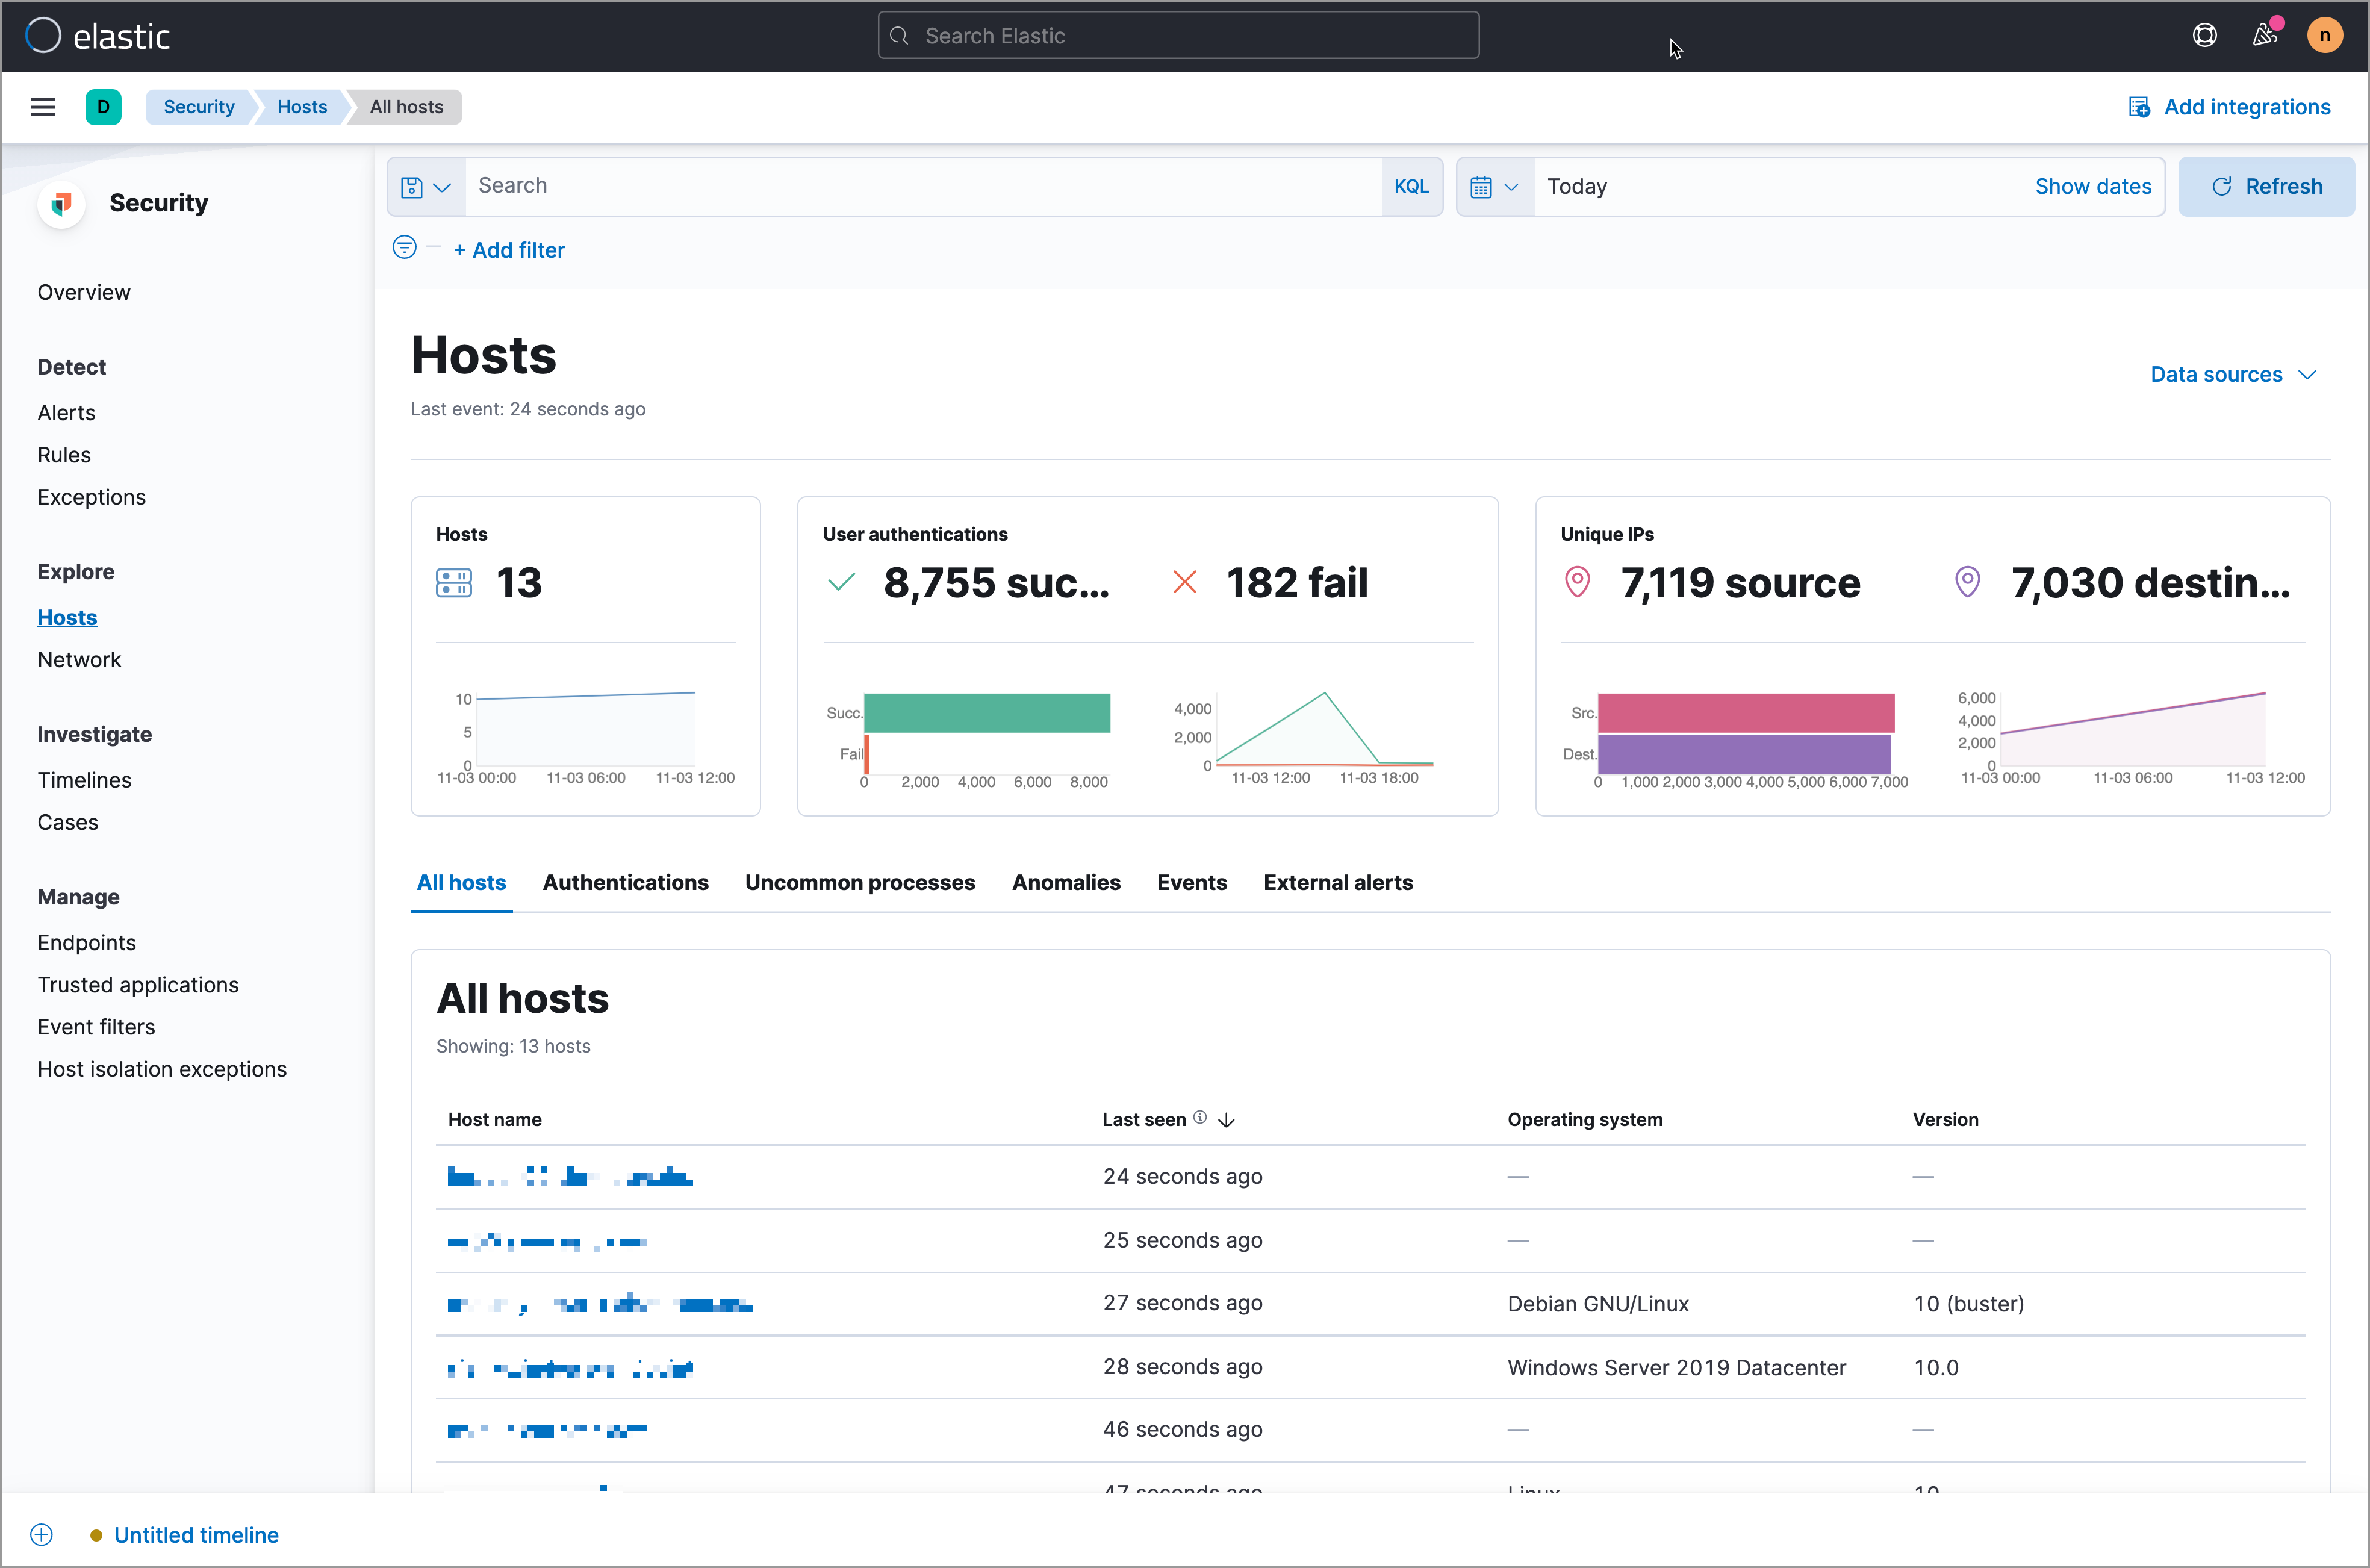 elastic
Search Elastic
n
D
Security
Hosts
All hosts
Add integrations
Security
Overview
Detect
Alerts
Rules
Exceptions
Explore
Hosts
Network
Investigate
Timelines
Cases
Manage
Endpoints
Trusted applications
Event filters
Host isolation exceptions
Search
KQL
Today
Show dates
Refresh
+ Add filter
Hosts
Data sources
Last event: 24 seconds ago
Hosts
13
10
5
0
11-03 00:00 11-03 06:00 11-03 12:00
User authentications
8,755 suc...
182 fail
Succ.
Fail
0 2,000 4,000 6,000 8,000
4,000
2,000
0
11-03 12:00 11-03 18:00
Unique IPs
7,119 source
7,030 destin...
Src.
Dest.
0 1,000 2,000 3,000 4,000 5,000 6,000 7,000
6,000
4,000
2,000
0
11-03 00:00 11-03 06:00 11-03 12:00
All hosts Authentications Uncommon processes Anomalies Events External alerts
All hosts
Showing: 13 hosts
Host name Last seen Operating system Version
24 seconds ago — —
25 seconds ago — —
27 seconds ago Debian GNU/Linux 10 (buster)
28 seconds ago Windows Server 2019 Datacenter 10.0
46 seconds ago — —
47 seconds ago Linux 10
Untitled timeline